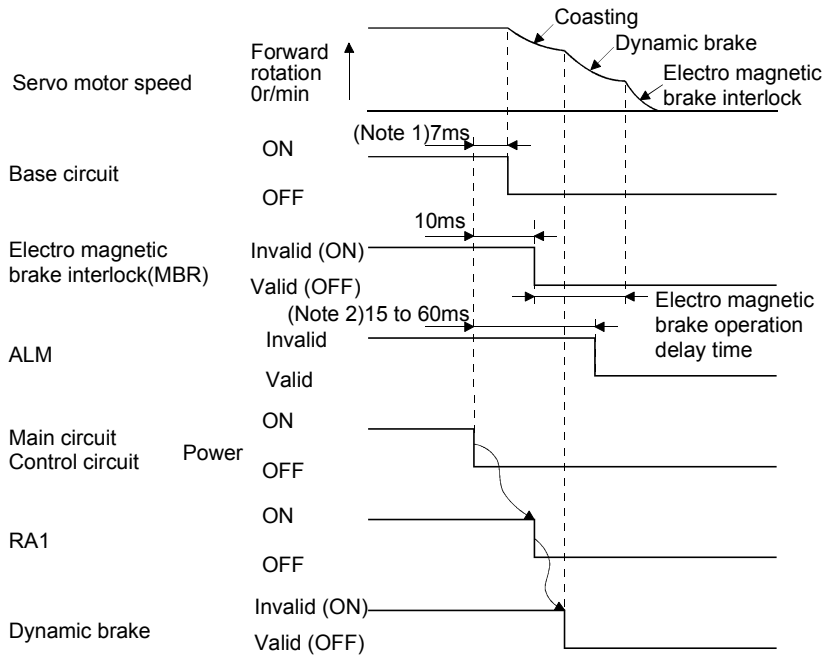 Coasting
Dynamic brake
Electro magnetic
brake interlock
Servo motor speed
Forward
rotation
0r/min
(Note 1)7ms
Base circuit
ON
OFF
10ms
Electro magnetic
brake interlock(MBR)
Invalid (ON)
Valid (OFF)
Electro magnetic
brake operation
delay time
(Note 2)15 to 60ms
ALM
Invalid
Valid
Main circuit
Control circuit
Power
ON
OFF
RA1
ON
OFF
Dynamic brake
Invalid (ON)
Valid (OFF)